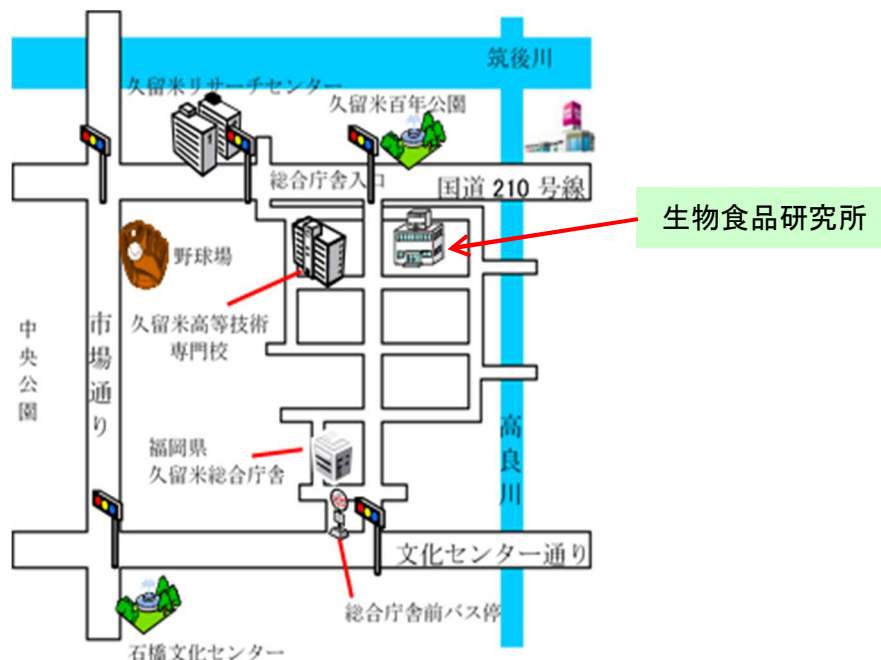 筑後川
久留米リサーチセンター
久留米百年公園
総合庁舎入口
国道 210 号線
生物食品研究所
野球場
久留米高等技術
専門校
中央公園
市場通り
福岡県
久留米総合庁舎
高良川
文化センター通り
総合庁舎前バス停
石橋文化センター